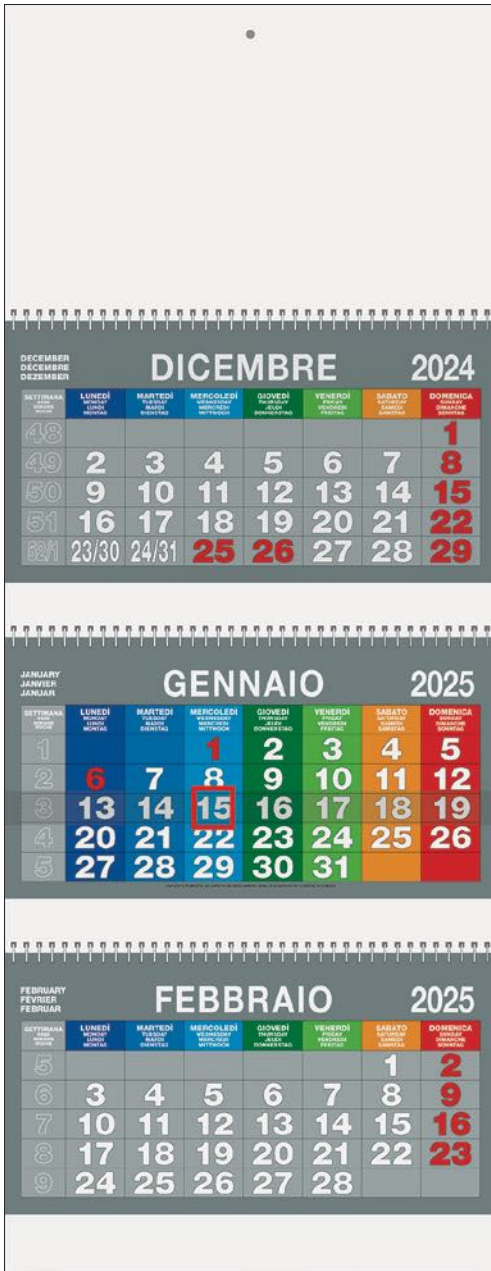 DECEMBER
DÉCEMBRE
DEZEMBER
DICEMBRE 2024
SETTIMANA LUNEDÌ MARTEDÌ MERCOLEDÌ GIOVEDÌ VENERDÌ SABATO DOMENICA
WEEK MONDAY TUESDAY WEDNESDAY THURSDAY FRIDAY SATURDAY SUNDAY
SEMAINE LUNDI MARDI MERCREDI JEUDI VENDREDI SAMEDI DIMANCHE
WOCHE MONTAG DIENSTAG MITTWOCH DONNERSTAG FREITAG SAMSTAG SONNTAG
48 1
49 2 3 4 5 6 7 8
50 9 10 11 12 13 14 15
51 16 17 18 19 20 21 22
52/1 23/30 24/31 25 26 27 28 29
JANUARY
JANVIER
JANUAR
GENNAIO 2025
SETTIMANA LUNEDÌ MARTEDÌ MERCOLEDÌ GIOVEDÌ VENERDÌ SABATO DOMENICA
WEEK MONDAY TUESDAY WEDNESDAY THURSDAY FRIDAY SATURDAY SUNDAY
SEMAINE LUNDI MARDI MERCREDI JEUDI VENDREDI SAMEDI DIMANCHE
WOCHE MONTAG DIENSTAG MITTWOCH DONNERSTAG FREITAG SAMSTAG SONNTAG
1 1 2 3 4 5
2 6 7 8 9 10 11 12
3 13 14 15 16 17 18 19
4 20 21 22 23 24 25 26
5 27 28 29 30 31
FEBRUARY
FÉVRIER
FEBRUAR
FEBBRAIO 2025
SETTIMANA LUNEDÌ MARTEDÌ MERCOLEDÌ GIOVEDÌ VENERDÌ SABATO DOMENICA
WEEK MONDAY TUESDAY WEDNESDAY THURSDAY FRIDAY SATURDAY SUNDAY
SEMAINE LUNDI MARDI MERCREDI JEUDI VENDREDI SAMEDI DIMANCHE
WOCHE MONTAG DIENSTAG MITTWOCH DONNERSTAG FREITAG SAMSTAG SONNTAG
5 1 2
6 3 4 5 6 7 8 9
7 10 11 12 13 14 15 16
8 17 18 19 20 21 22 23
9 24 25 26 27 28